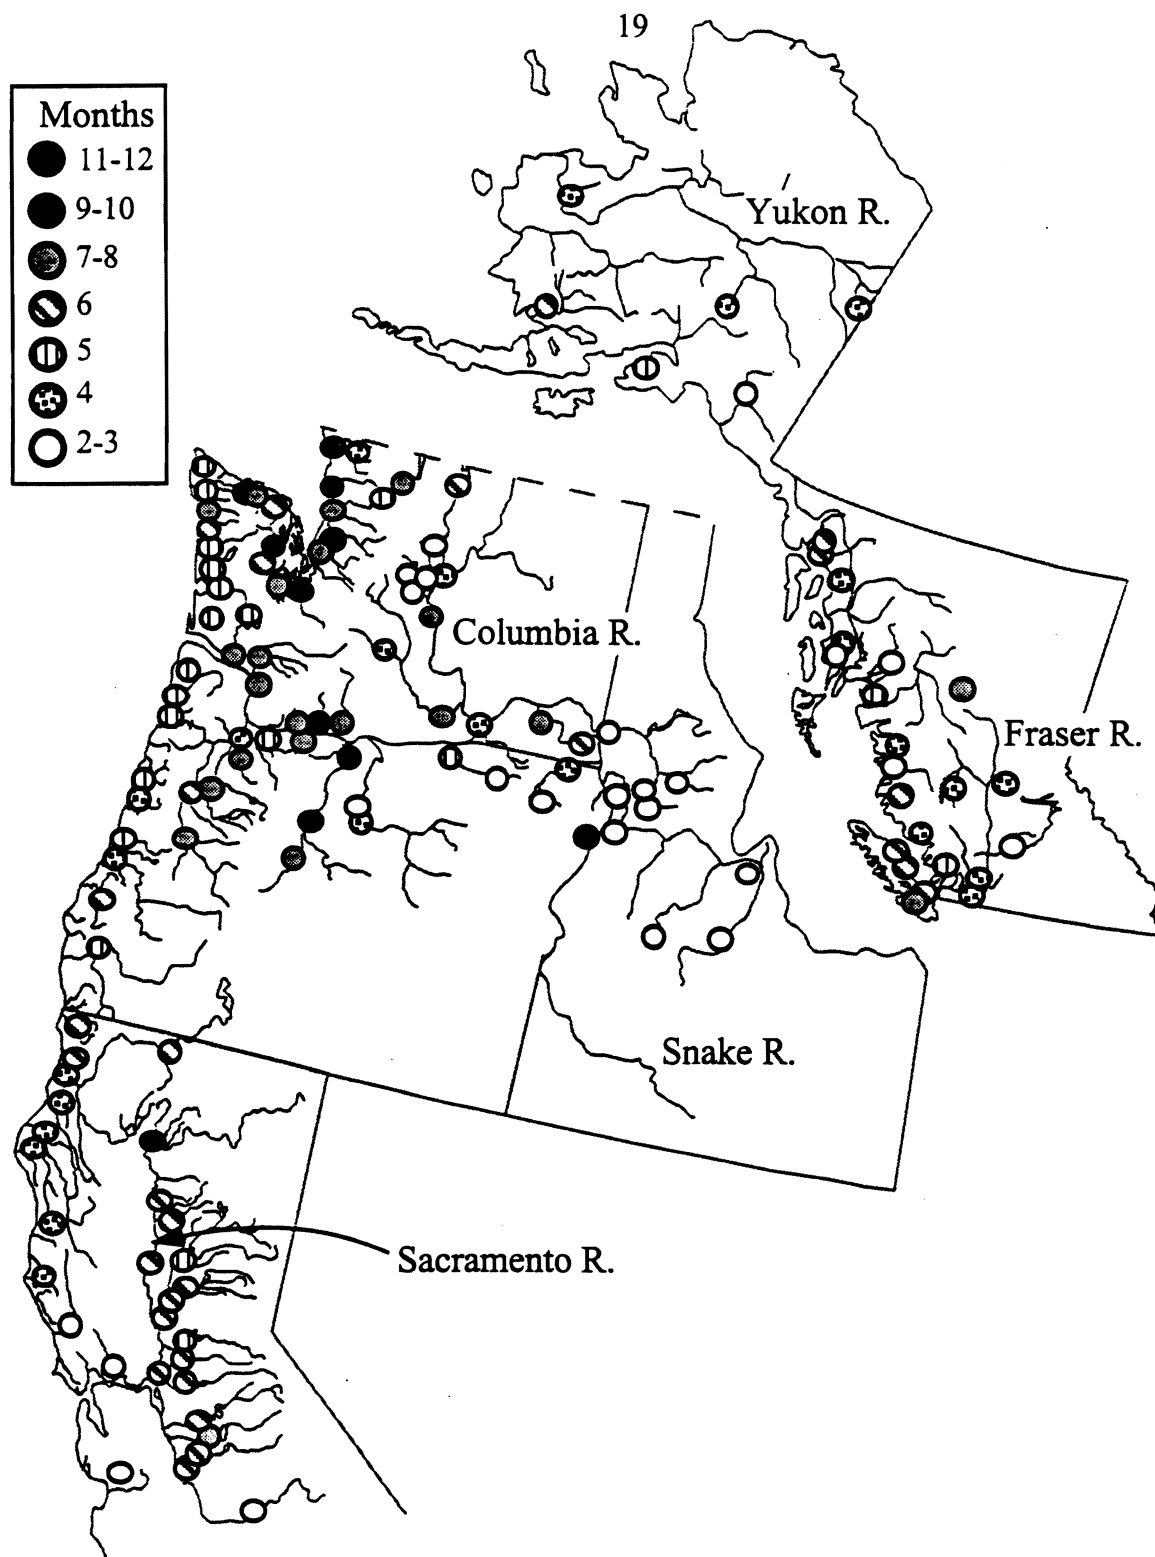 19
Months
11-12
9-10
7-8
6
5
4
2-3
Yukon R.
Columbia R.
Fraser R.
Snake R.
Sacramento R.